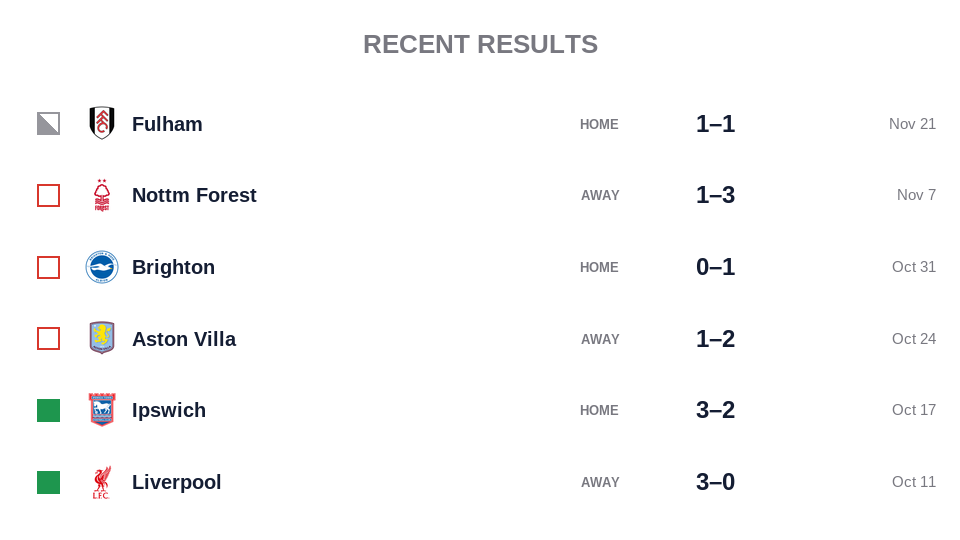 RECENT RESULTS
Fulham HOME 1–1 Nov 21
Nottm Forest AWAY 1–3 Nov 7
Brighton HOME 0–1 Oct 31
Aston Villa AWAY 1–2 Oct 24
Ipswich HOME 3–2 Oct 17
L.F.C. Liverpool AWAY 3–0 Oct 11